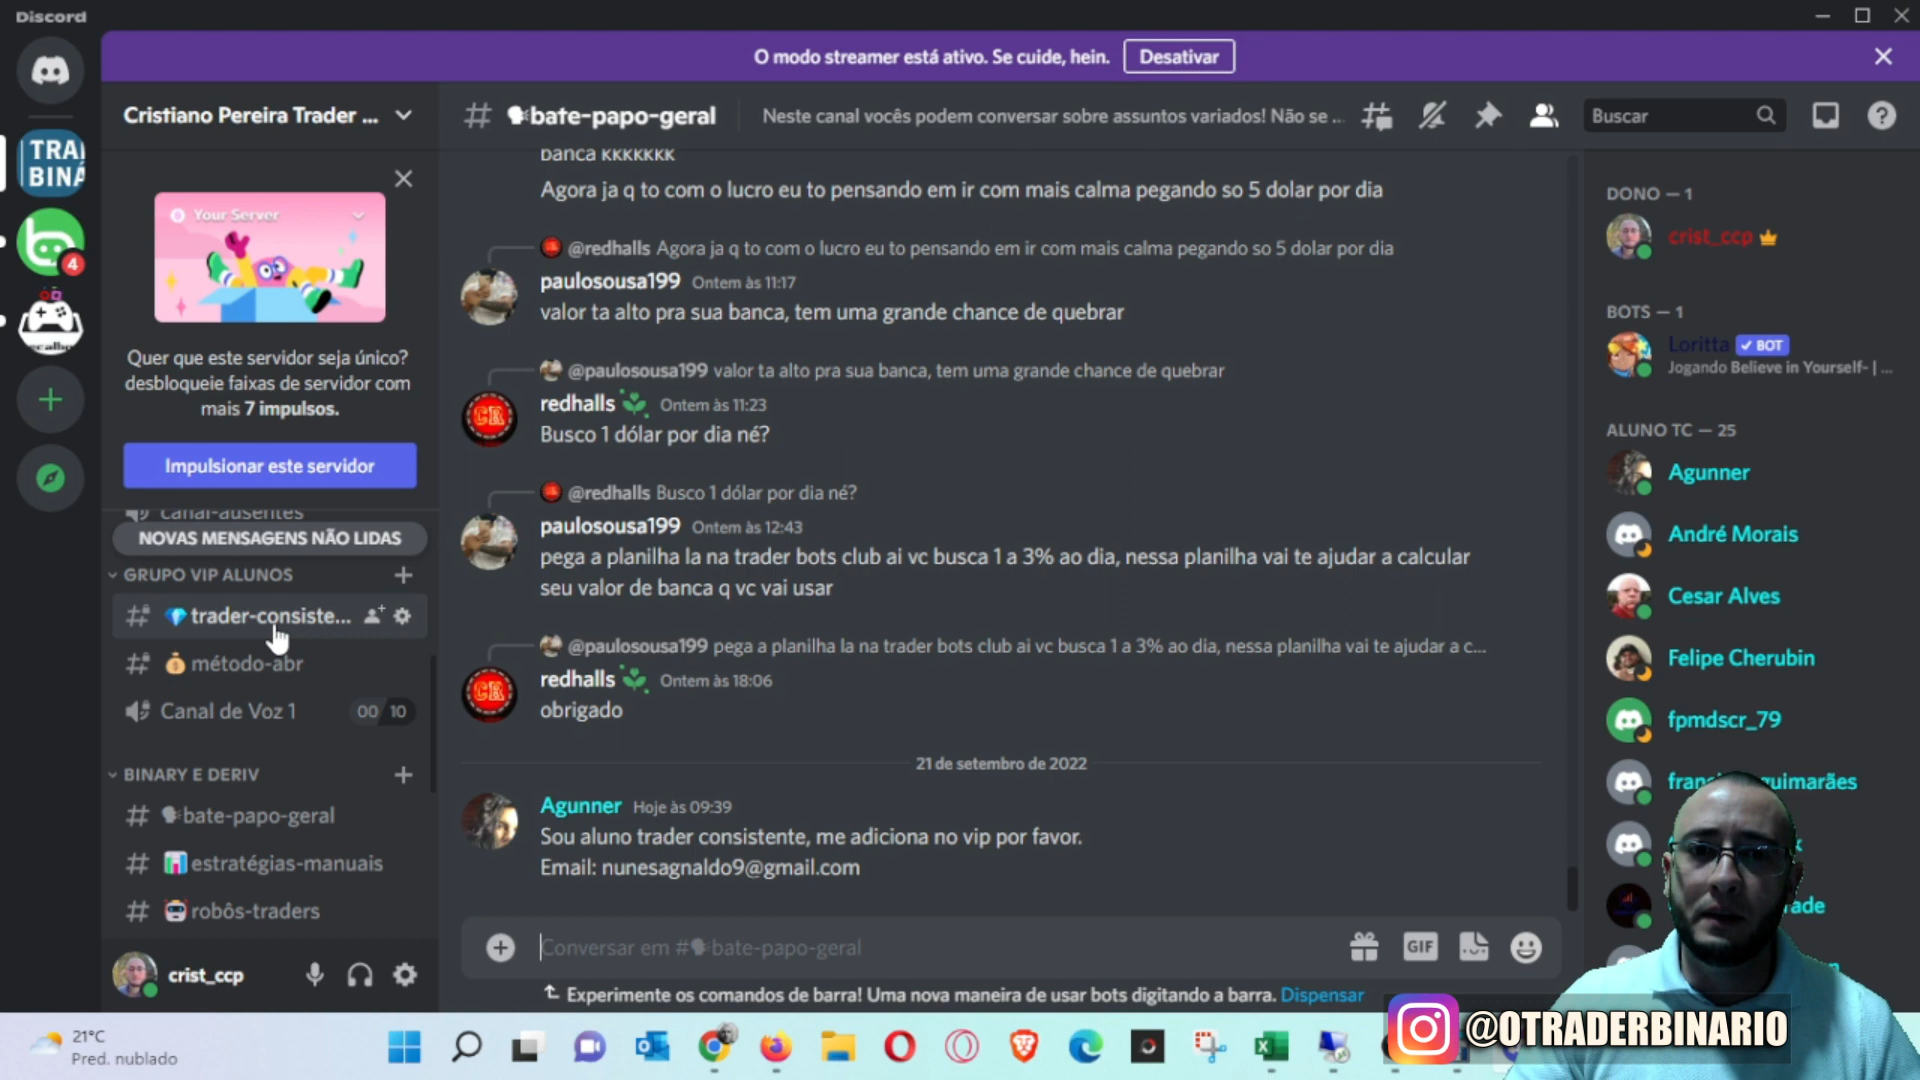 Discord
O modo streamer está ativo. Se cuide, hein.
Desativar
Cristiano Pereira Trader ...
# bate-papo-geral
Neste canal vocês podem conversar sobre assuntos variados! Não se ...
Buscar
TRA
BINÁ
4
Your Server
Quer que este servidor seja único?
desbloqueie faixas de servidor com
mais 7 impulsos.
Impulsionar este servidor
canal-ausentes
NOVAS MENSAGENS NÃO LIDAS
GRUPO VIP ALUNOS
trader-consiste...
método-abr
Canal de Voz 1
00 10
BINARY E DERIV
bate-papo-geral
estratégias-manuais
robôs-traders
crist_ccp
banca kkkkkkk
Agora ja q to com o lucro eu to pensando em ir com mais calma pegando so 5 dolar por dia
@redhalls Agora ja q to com o lucro eu to pensando em ir com mais calma pegando so 5 dolar por dia
paulosousa199 Ontem às 11:17
valor ta alto pra sua banca, tem uma grande chance de quebrar
@paulosousa199 valor ta alto pra sua banca, tem uma grande chance de quebrar
redhalls Ontem às 11:23
Busco 1 dólar por dia né?
@redhalls Busco 1 dólar por dia né?
paulosousa199 Ontem às 12:43
pega a planilha la na trader bots club ai vc busca 1 a 3% ao dia, nessa planilha vai te ajudar a calcular
seu valor de banca q vc vai usar
@paulosousa199 pega a planilha la na trader bots club ai vc busca 1 a 3% ao dia, nessa planilha vai te ajudar a c...
redhalls Ontem às 18:06
obrigado
21 de setembro de 2022
Agunner Hoje às 09:39
Sou aluno trader consistente, me adiciona no vip por favor.
Email: nunesagnaldo9@gmail.com
Conversar em # bate-papo-geral
GIF
Experimente os comandos de barra! Uma nova maneira de usar bots digitando a barra. Dispensar
DONO — 1
crist_ccp
BOTS — 1
Loritta BOT
Jogando Believe in Yourself- | ...
ALUNO TC — 25
Agunner
André Morais
Cesar Alves
Felipe Cherubin
fpmdscr_79
@OTRADERBINARIO
21°C
Pred. nublado